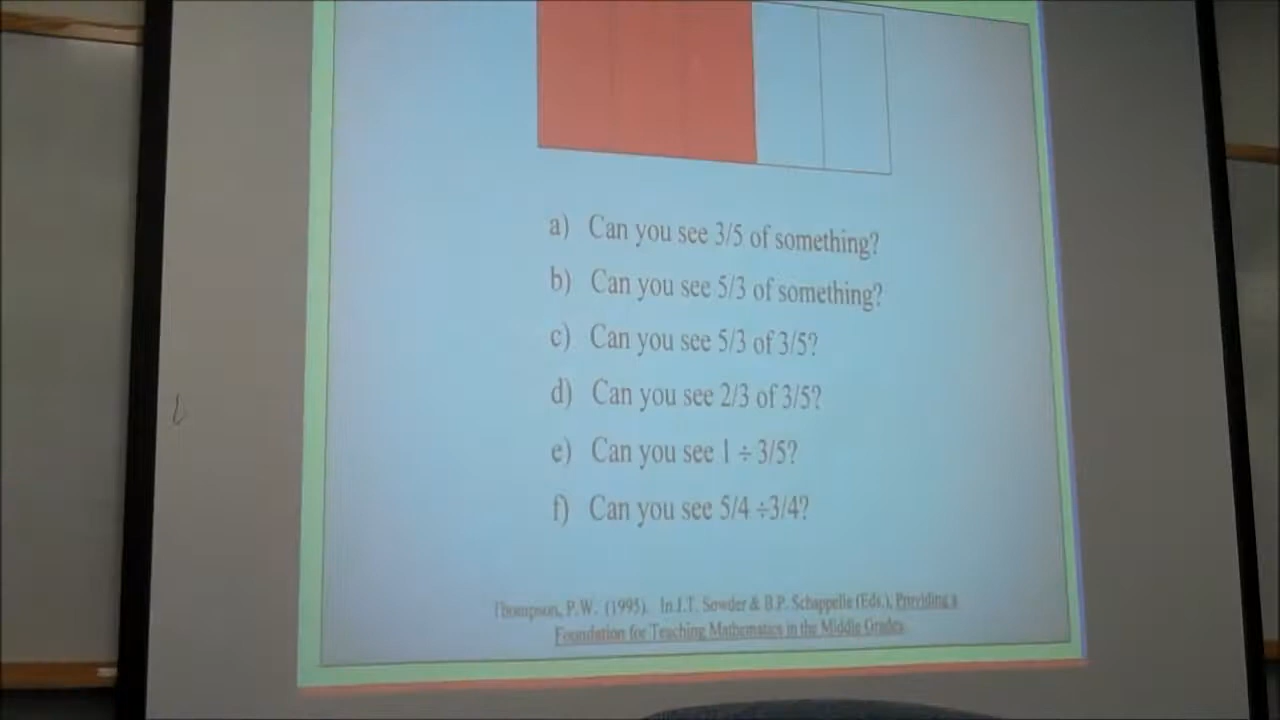 a) Can you see 3/5 of something?
b) Can you see 5/3 of something?
c) Can you see 5/3 of 3/5?
d) Can you see 2/3 of 3/5?
e) Can you see 1 ÷ 3/5?
f) Can you see 5/4 ÷3/4?
Thompson, P.W. (1995). In J.T. Sowder & B.P. Schappelle (Eds.), Providing a
Foundation for Teaching Mathematics in the Middle Grades.